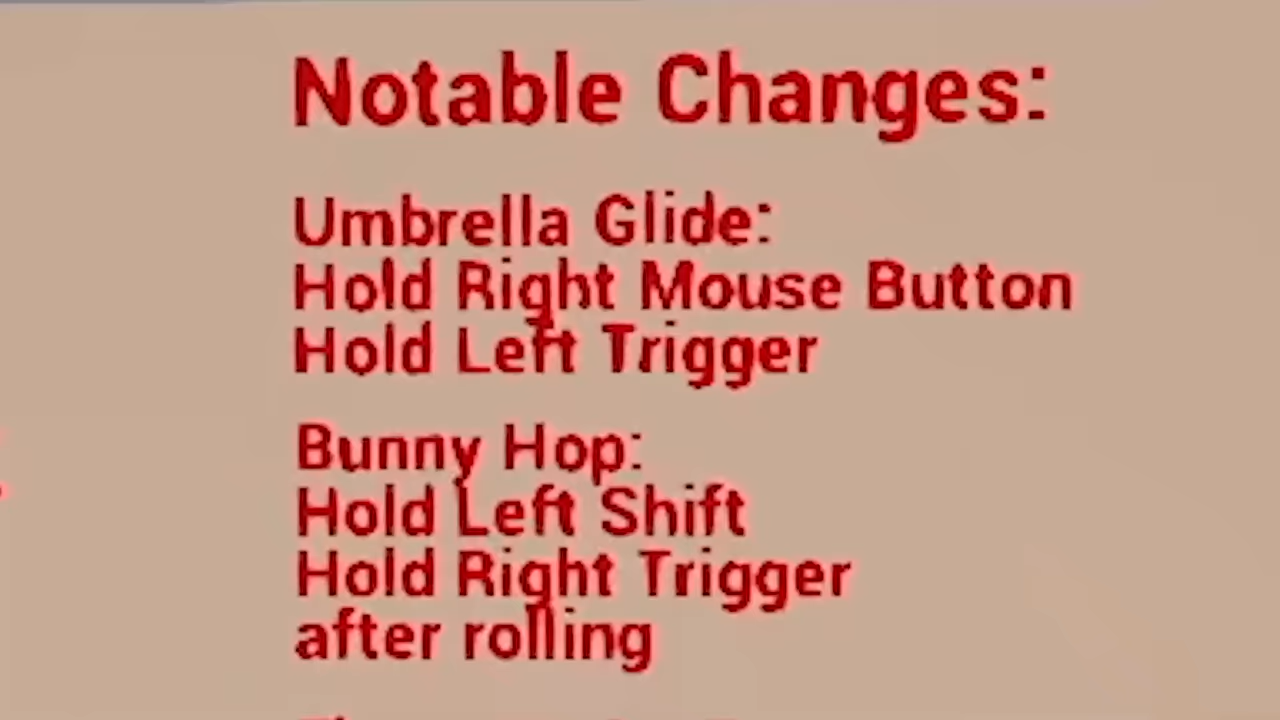 Notable Changes:
Umbrella Glide:
Hold Right Mouse Button
Hold Left Trigger
Bunny Hop:
Hold Left Shift
Hold Right Trigger
after rolling